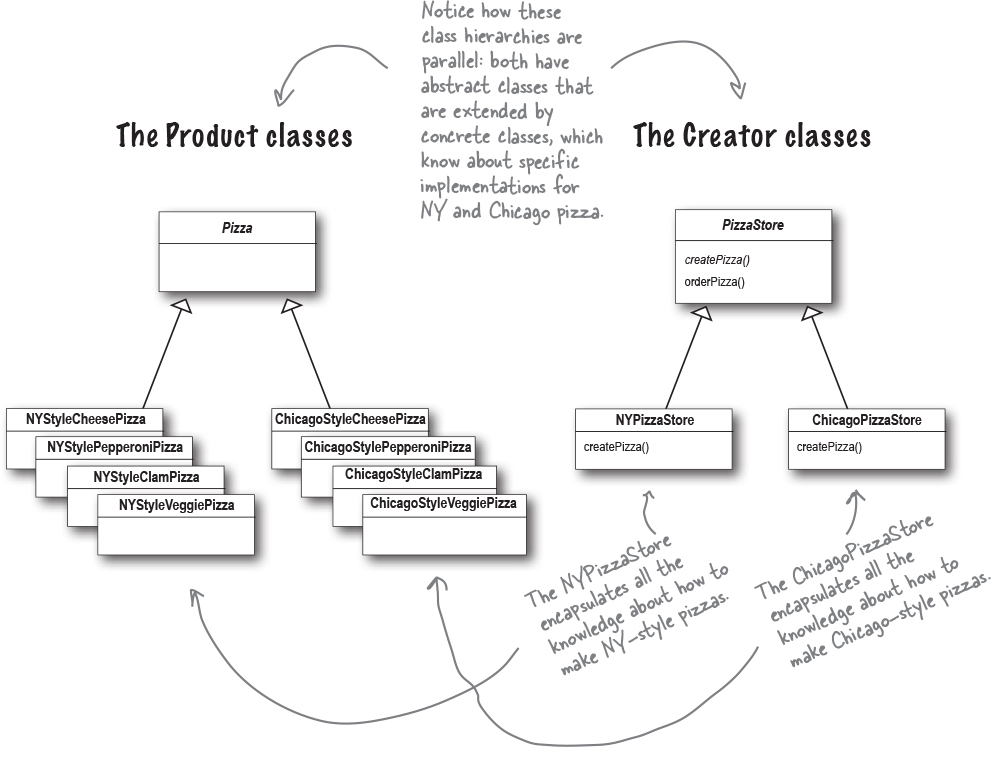 Notice how these
class hierarchies are
parallel: both have
abstract classes that
are extended by
concrete classes, which
know about specific
implementations for
NY and Chicago pizza.
The Product classes
The Creator classes
Pizza
PizzaStore
createPizza()
orderPizza()
NYStyleCheesePizza
NYStylePepperoniPizza
NYStyleClamPizza
NYStyleVeggiePizza
ChicagoStyleCheesePizza
ChicagoStylePepperoniPizza
ChicagoStyleClamPizza
ChicagoStyleVeggiePizza
NYPizzaStore
createPizza()
ChicagoPizzaStore
createPizza()
The NYPizzaStore
encapsulates all the
knowledge about how to
make NY-style pizzas.
The ChicagoPizzaStore
encapsulates all the
knowledge about how to
make Chicago-style pizzas.